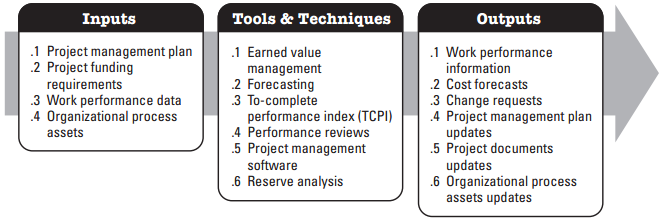 Inputs
.1 Project management plan
.2 Project funding
requirements
.3 Work performance data
.4 Organizational process
assets
Tools & Techniques
.1 Earned value
management
.2 Forecasting
.3 To-complete
performance index (TCPI)
.4 Performance reviews
.5 Project management
software
.6 Reserve analysis
Outputs
.1 Work performance
information
.2 Cost forecasts
.3 Change requests
.4 Project management plan
updates
.5 Project documents
updates
.6 Organizational process
assets updates